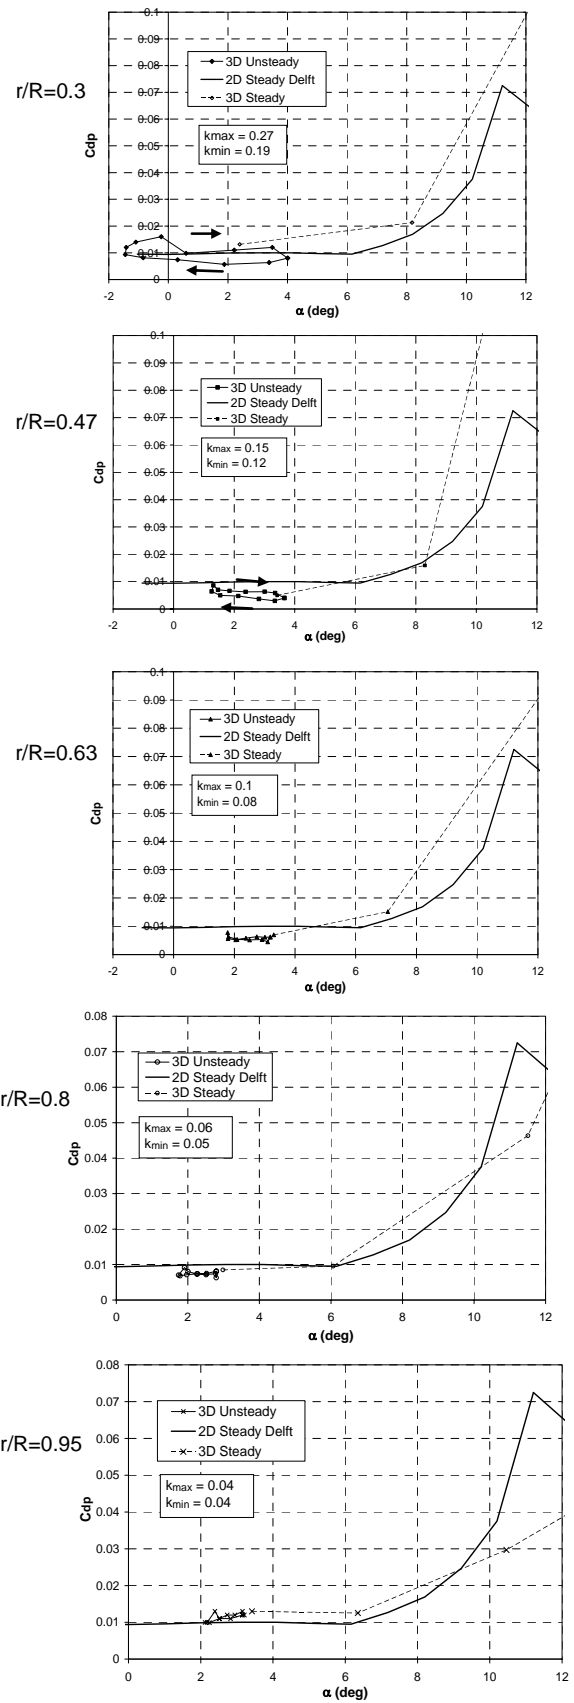 r/R=0.3
0.1
0.09
0.08
0.07
0.06
0.05
0.04
0.03
0.02
0.01
0
Cdp
3D Unsteady
2D Steady Delft
3D Steady
kmax = 0.27
kmin = 0.19
-2 0 2 4 6 8 10 12
α (deg)
r/R=0.47
0.1
0.09
0.08
0.07
0.06
0.05
0.04
0.03
0.02
0.01
0
Cdp
3D Unsteady
2D Steady Delft
3D Steady
kmax = 0.15
kmin = 0.12
-2 0 2 4 6 8 10 12
α (deg)
r/R=0.63
0.1
0.09
0.08
0.07
0.06
0.05
0.04
0.03
0.02
0.01
0
Cdp
3D Unsteady
2D Steady Delft
3D Steady
kmax = 0.1
kmin = 0.08
-2 0 2 4 6 8 10 12
α (deg)
r/R=0.8
0.08
0.07
0.06
0.05
0.04
0.03
0.02
0.01
0
Cdp
3D Unsteady
2D Steady Delft
3D Steady
kmax = 0.06
kmin = 0.05
0 2 4 6 8 10 12
α (deg)
r/R=0.95
0.08
0.07
0.06
0.05
0.04
0.03
0.02
0.01
0
Cdp
3D Unsteady
2D Steady Delft
3D Steady
kmax = 0.04
kmin = 0.04
0 2 4 6 8 10 12
α (deg)